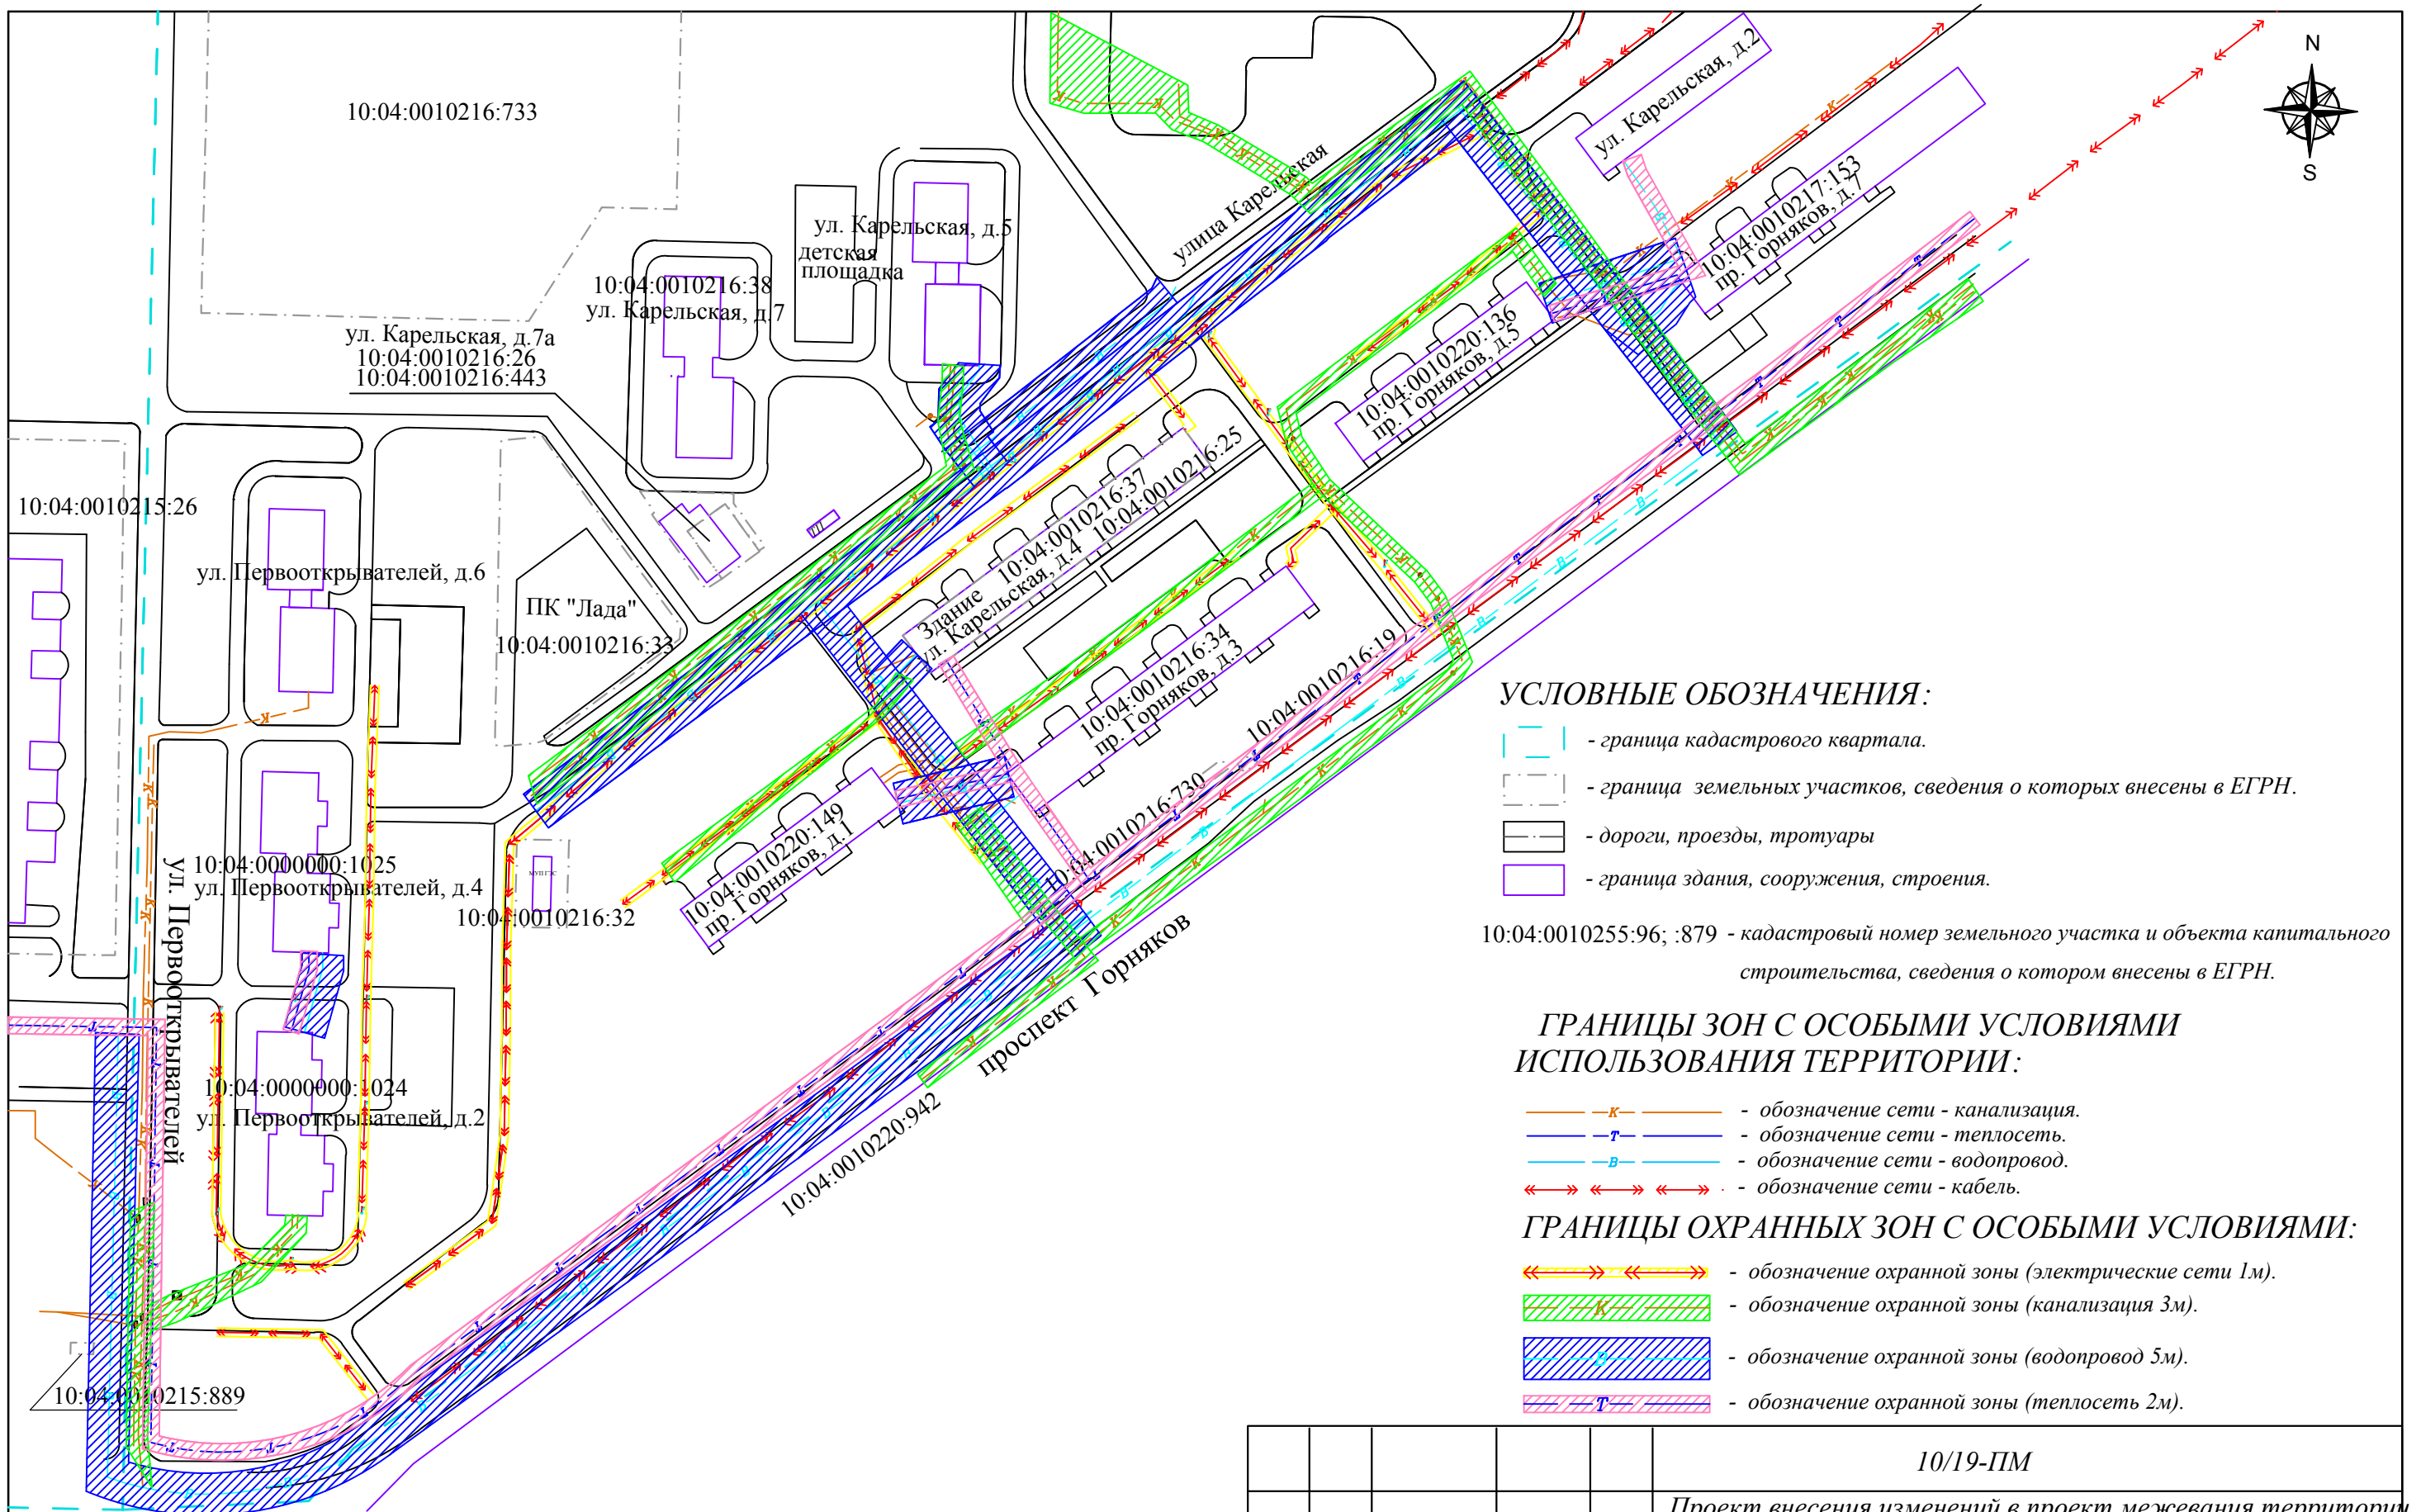 N
S
10:04:0010216:733
ул. Карельская, д.2
улица Карельская
10:04:0010217:153
пр. Горняков, д.7
ул. Карельская, д.5
детская
площадка
10:04:0010216:38
ул. Карельская, д.7
ул. Карельская, д.7а
10:04:0010216:26
10:04:0010216:443
10:04:0010220:136
пр. Горняков, д.5
10:04:0010215:26
ТП
10:04:0010216:37
10:04:0010216:25
Здание
ул. Карельская, д.4
ул. Первооткрывателей, д.6
ПК "Лада"
10:04:0010216:33
10:04:0010216:34
пр. Горняков, д.3
10:04:0010216:19
10:04:0010216:730
10:04:0010220:149
пр. Горняков, д.1
10:04:0000000:1025
ул. Первооткрывателей, д.4
10:04:0010216:32
ул. Первооткрывателей
проспект Горняков
10:04:0000000:1024
ул. Первооткрывателей, д.2
10:04:0010220:942
10:04:0010215:889
УСЛОВНЫЕ ОБОЗНАЧЕНИЯ:
- граница кадастрового квартала.
- граница земельных участков, сведения о которых внесены в ЕГРН.
- дороги, проезды, тротуары
- граница здания, сооружения, строения.
10:04:0010255:96; :879 - кадастровый номер земельного участка и объекта капитального
строительства, сведения о котором внесены в ЕГРН.
ГРАНИЦЫ ЗОН С ОСОБЫМИ УСЛОВИЯМИ
ИСПОЛЬЗОВАНИЯ ТЕРРИТОРИИ:
К - обозначение сети - канализация.
Т - обозначение сети - теплосеть.
В - обозначение сети - водопровод.
- обозначение сети - кабель.
ГРАНИЦЫ ОХРАННЫХ ЗОН С ОСОБЫМИ УСЛОВИЯМИ:
- обозначение охранной зоны (электрические сети 1м).
К - обозначение охранной зоны (канализация 3м).
В - обозначение охранной зоны (водопровод 5м).
Т - обозначение охранной зоны (теплосеть 2м).
10/19-ПМ
Проект внесения изменений в проект межевания территории